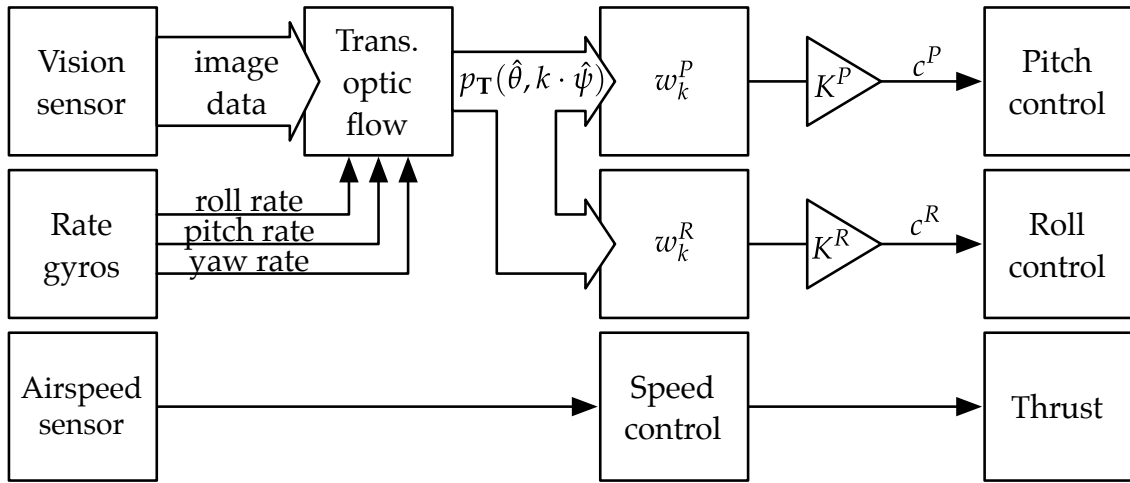 Vision
sensor
image
data
Trans.
optic
flow
p_T(θ̂, k · ψ̂)
w_k^P
K^P
c^P
Pitch
control
Rate
gyros
roll rate
pitch rate
yaw rate
w_k^R
K^R
c^R
Roll
control
Airspeed
sensor
Speed
control
Thrust